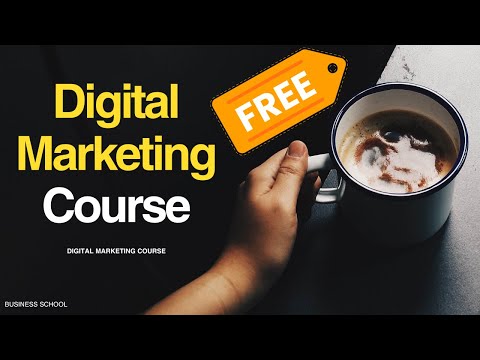 Digital
Marketing
Course
FREE
DIGITAL MARKETING COURSE
BUSINESS SCHOOL